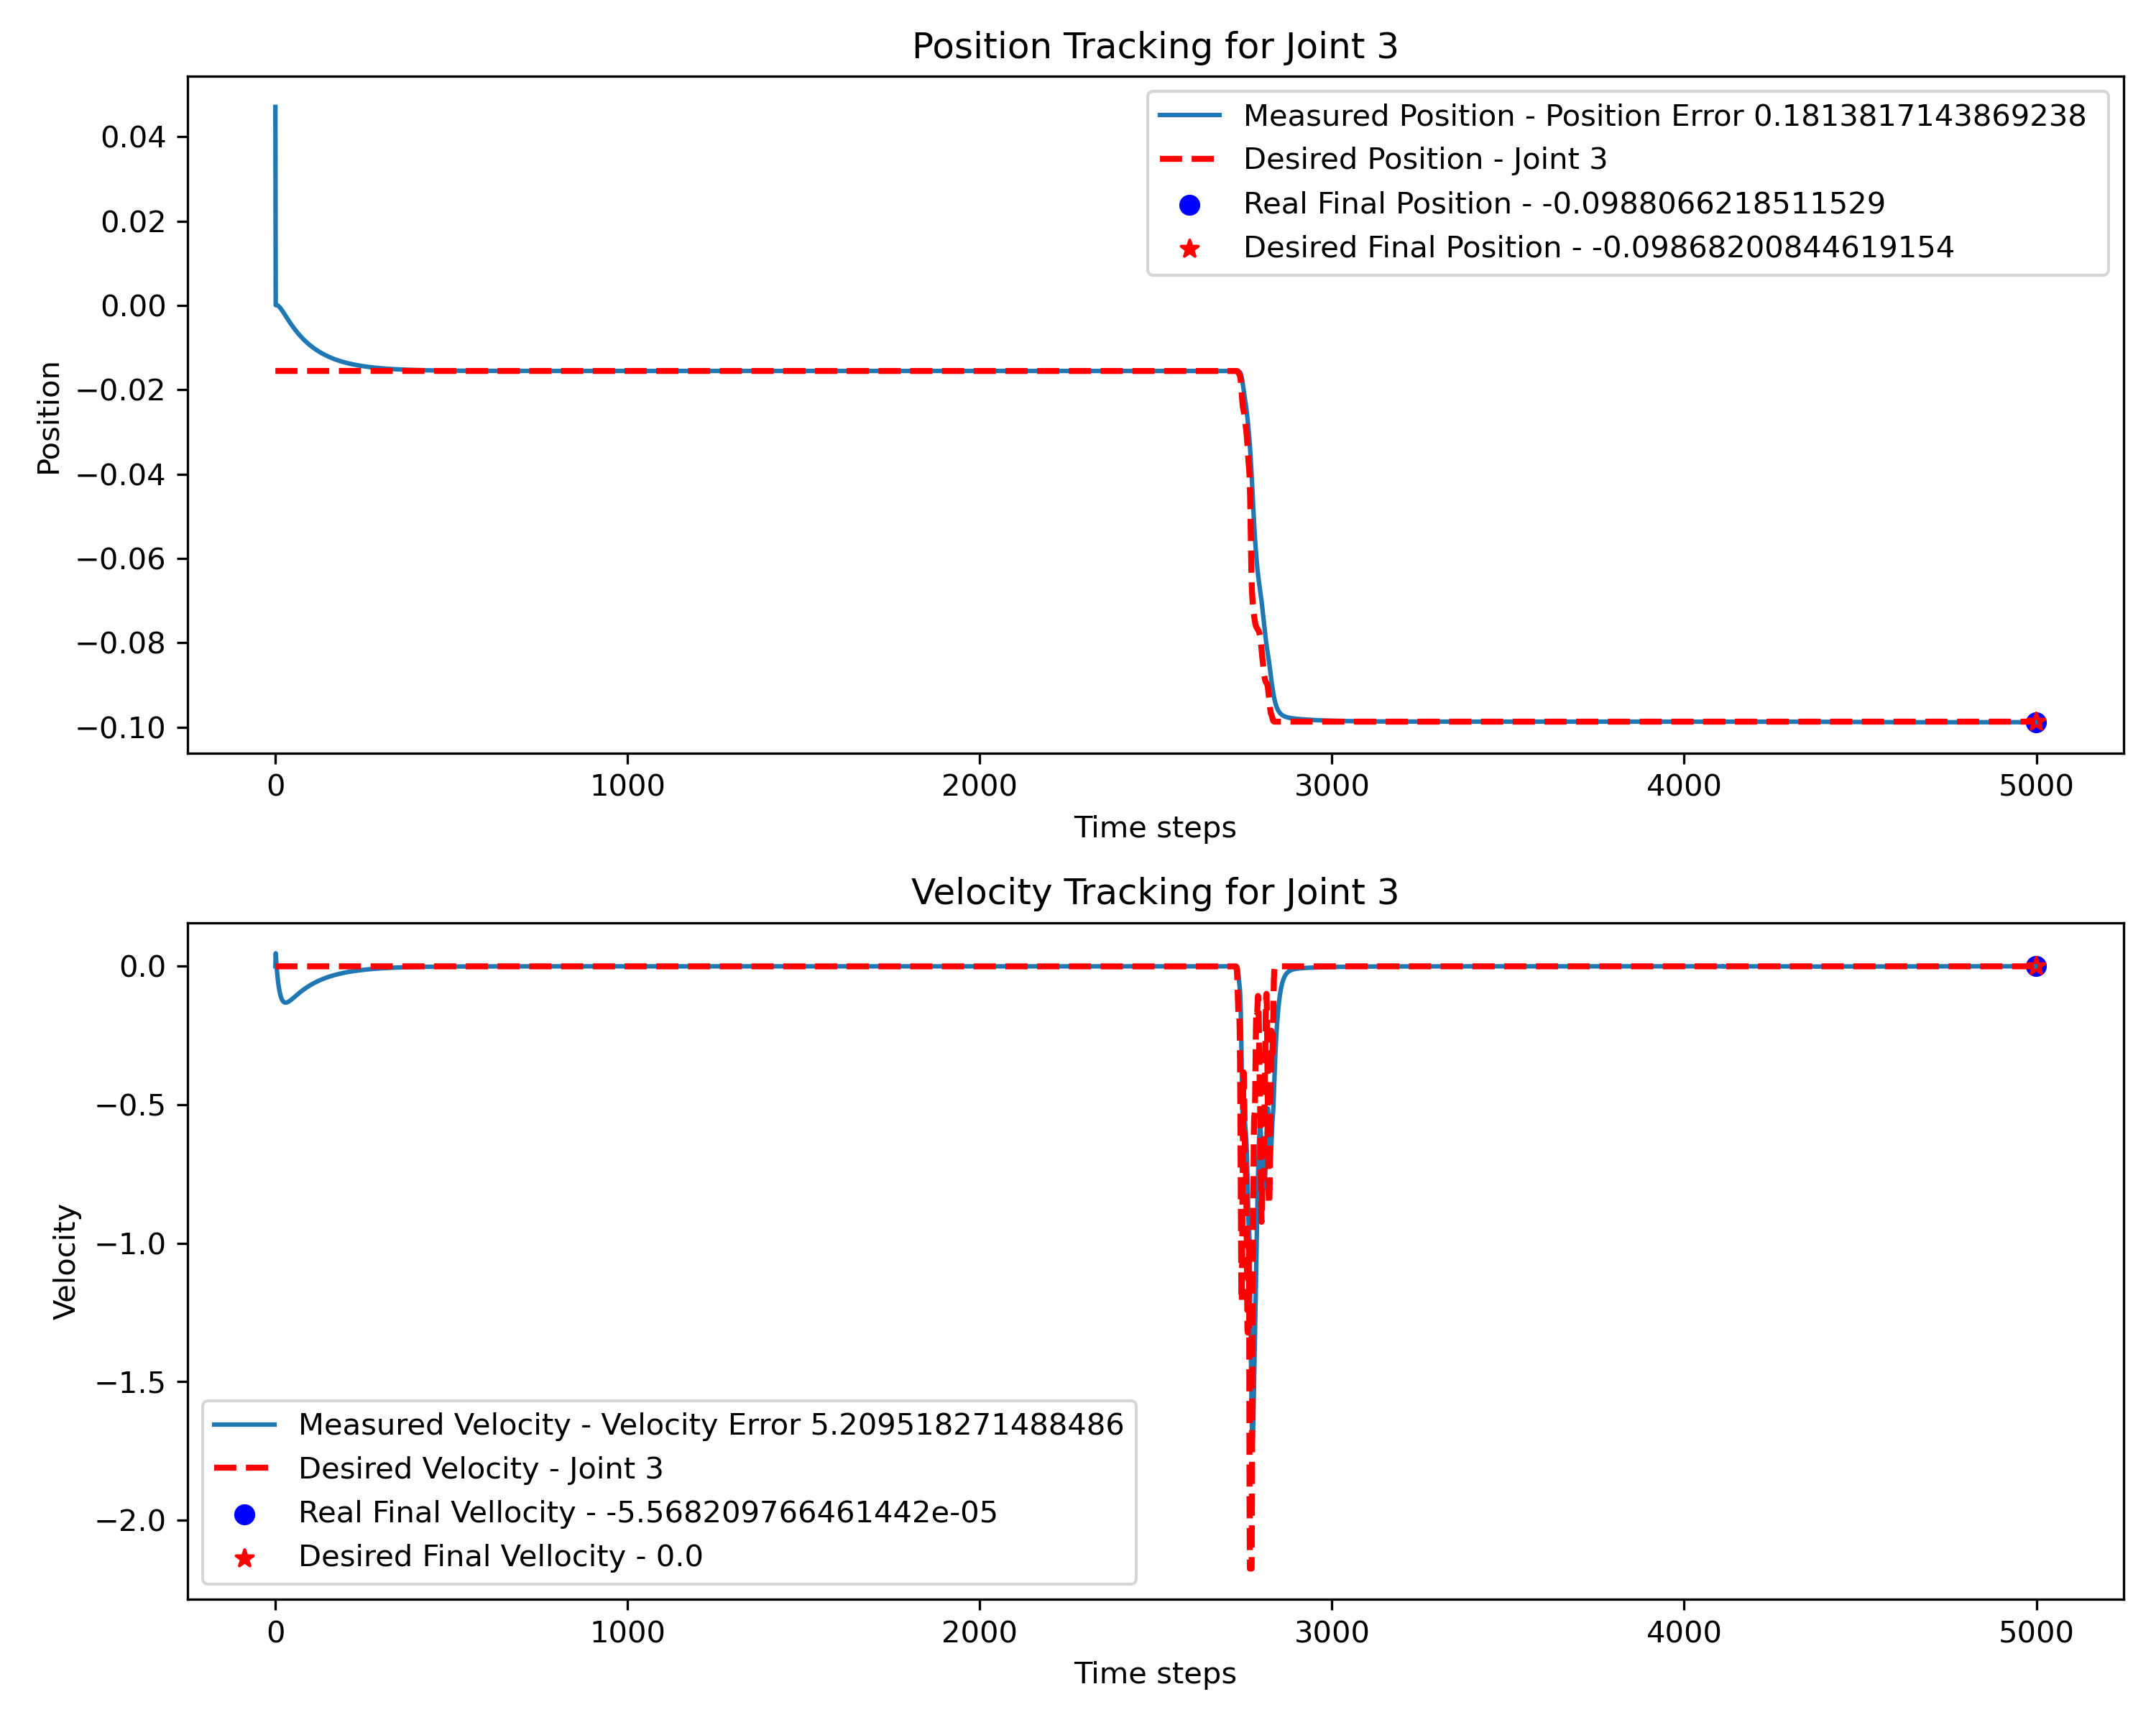 Position Tracking for Joint 3
Measured Position - Position Error 0.1813817143869238
Desired Position - Joint 3
Real Final Position - -0.0988066218511529
Desired Final Position - -0.09868200844619154
0.04
0.02
0.00
−0.02
−0.04
−0.06
−0.08
−0.10
Position
0 1000 2000 3000 4000 5000
Time steps
Velocity Tracking for Joint 3
0.0
−0.5
−1.0
−1.5
−2.0
Velocity
Measured Velocity - Velocity Error 5.209518271488486
Desired Velocity - Joint 3
Real Final Vellocity - -5.568209766461442e-05
Desired Final Vellocity - 0.0
0 1000 2000 3000 4000 5000
Time steps